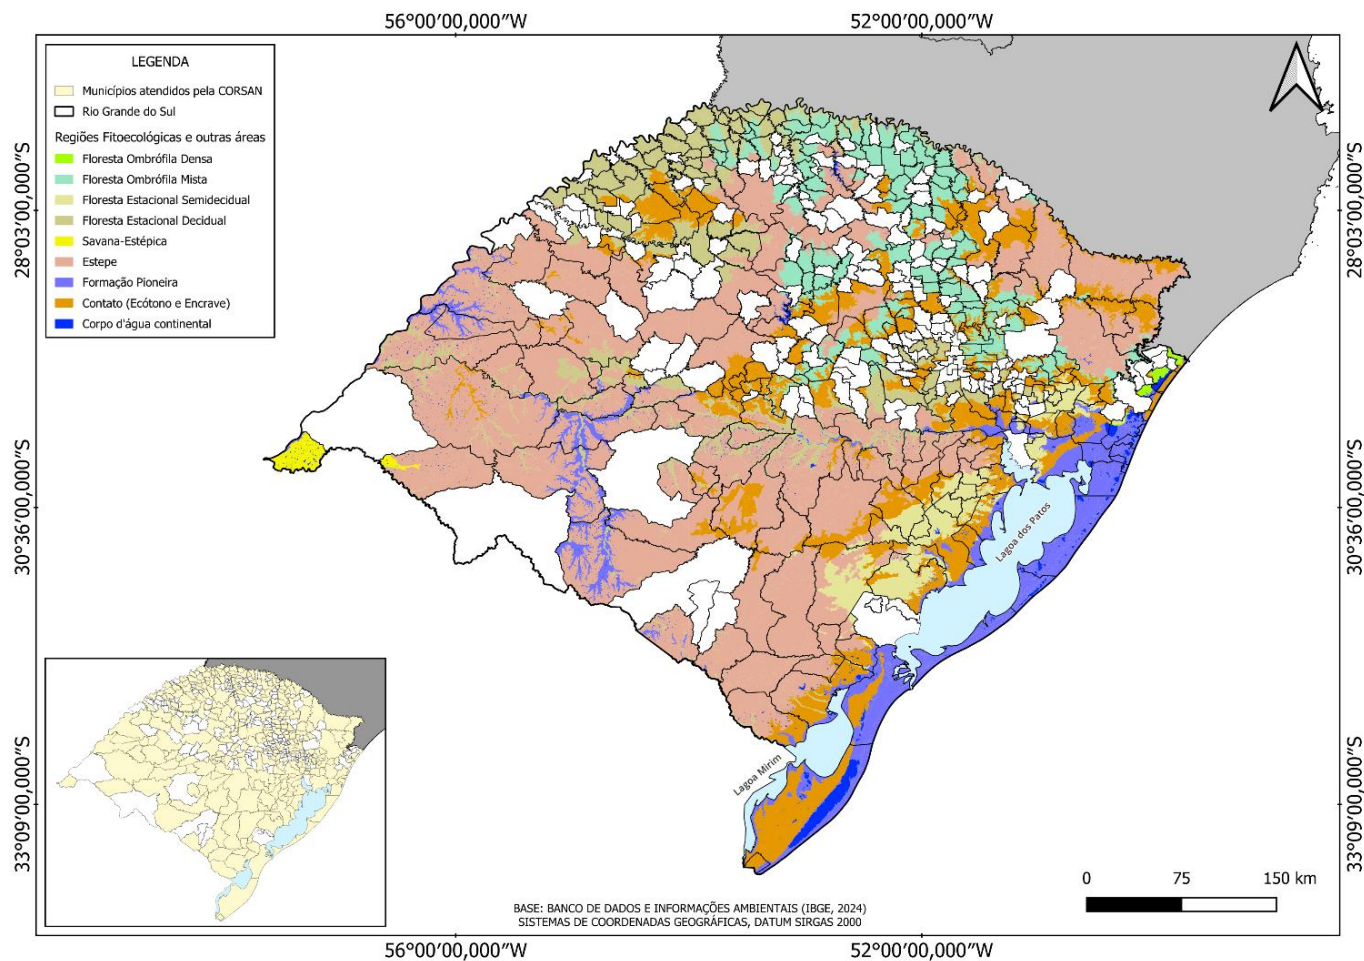 56°00'00,000"W
52°00'00,000"W
LEGENDA
Municípios atendidos pela CORSAN
Rio Grande do Sul
Regiões Fitoecológicas e outras áreas
Floresta Ombrófila Densa
Floresta Ombrófila Mista
Floresta Estacional Semidecidual
Floresta Estacional Decidual
Savana-Estépica
Estepe
Formação Pioneira
Contato (Ecótono e Encrave)
Corpo d'água continental
28°03'00,000"S
28°03'00,000"S
30°36'00,000"S
30°36'00,000"S
Lagoa dos Patos
Lagoa Mirim
33°09'00,000"S
33°09'00,000"S
0 75 150 km
BASE: BANCO DE DADOS E INFORMAÇÕES AMBIENTAIS (IBGE, 2024)
SISTEMAS DE COORDENADAS GEOGRÁFICAS, DATUM SIRGAS 2000
56°00'00,000"W
52°00'00,000"W